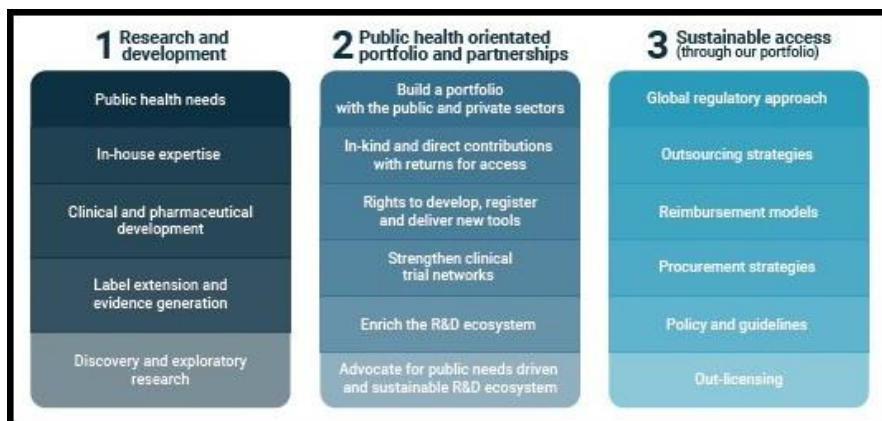 1 Research and
development
Public health needs
In-house expertise
Clinical and pharmaceutical
development
Label extension and
evidence generation
Discovery and exploratory
research
2 Public health orientated
portfolio and partnerships
Build a portfolio
with the public and private sectors
In-kind and direct contributions
with returns for access
Rights to develop, register
and deliver new tools
Strengthen clinical
trial networks
Enrich the R&D ecosystem
Advocate for public needs driven
and sustainable R&D ecosystem
3 Sustainable access
(through our portfolio)
Global regulatory approach
Outsourcing strategies
Reimbursement models
Procurement strategies
Policy and guidelines
Out-licensing